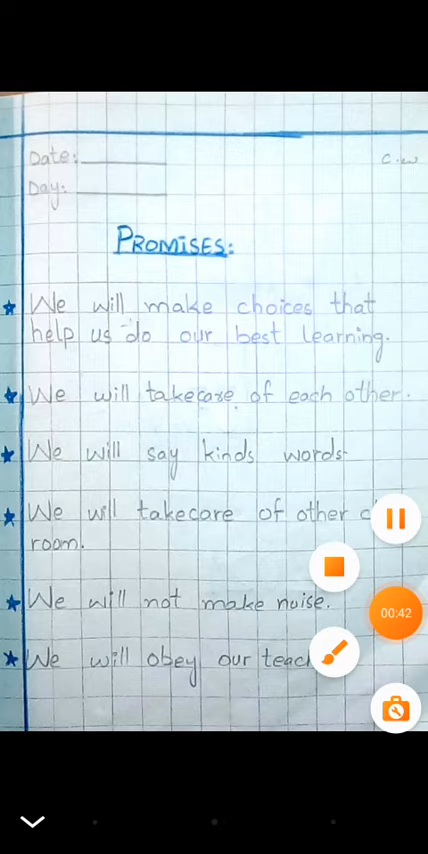 Date:
C.W
Day:
PROMISES:
We will make choices that
help us do our best learning.
We will takecare of each other.
We will say kinds words.
We will takecare of other
room.
We will not make nuise.
We will obey our
00:42